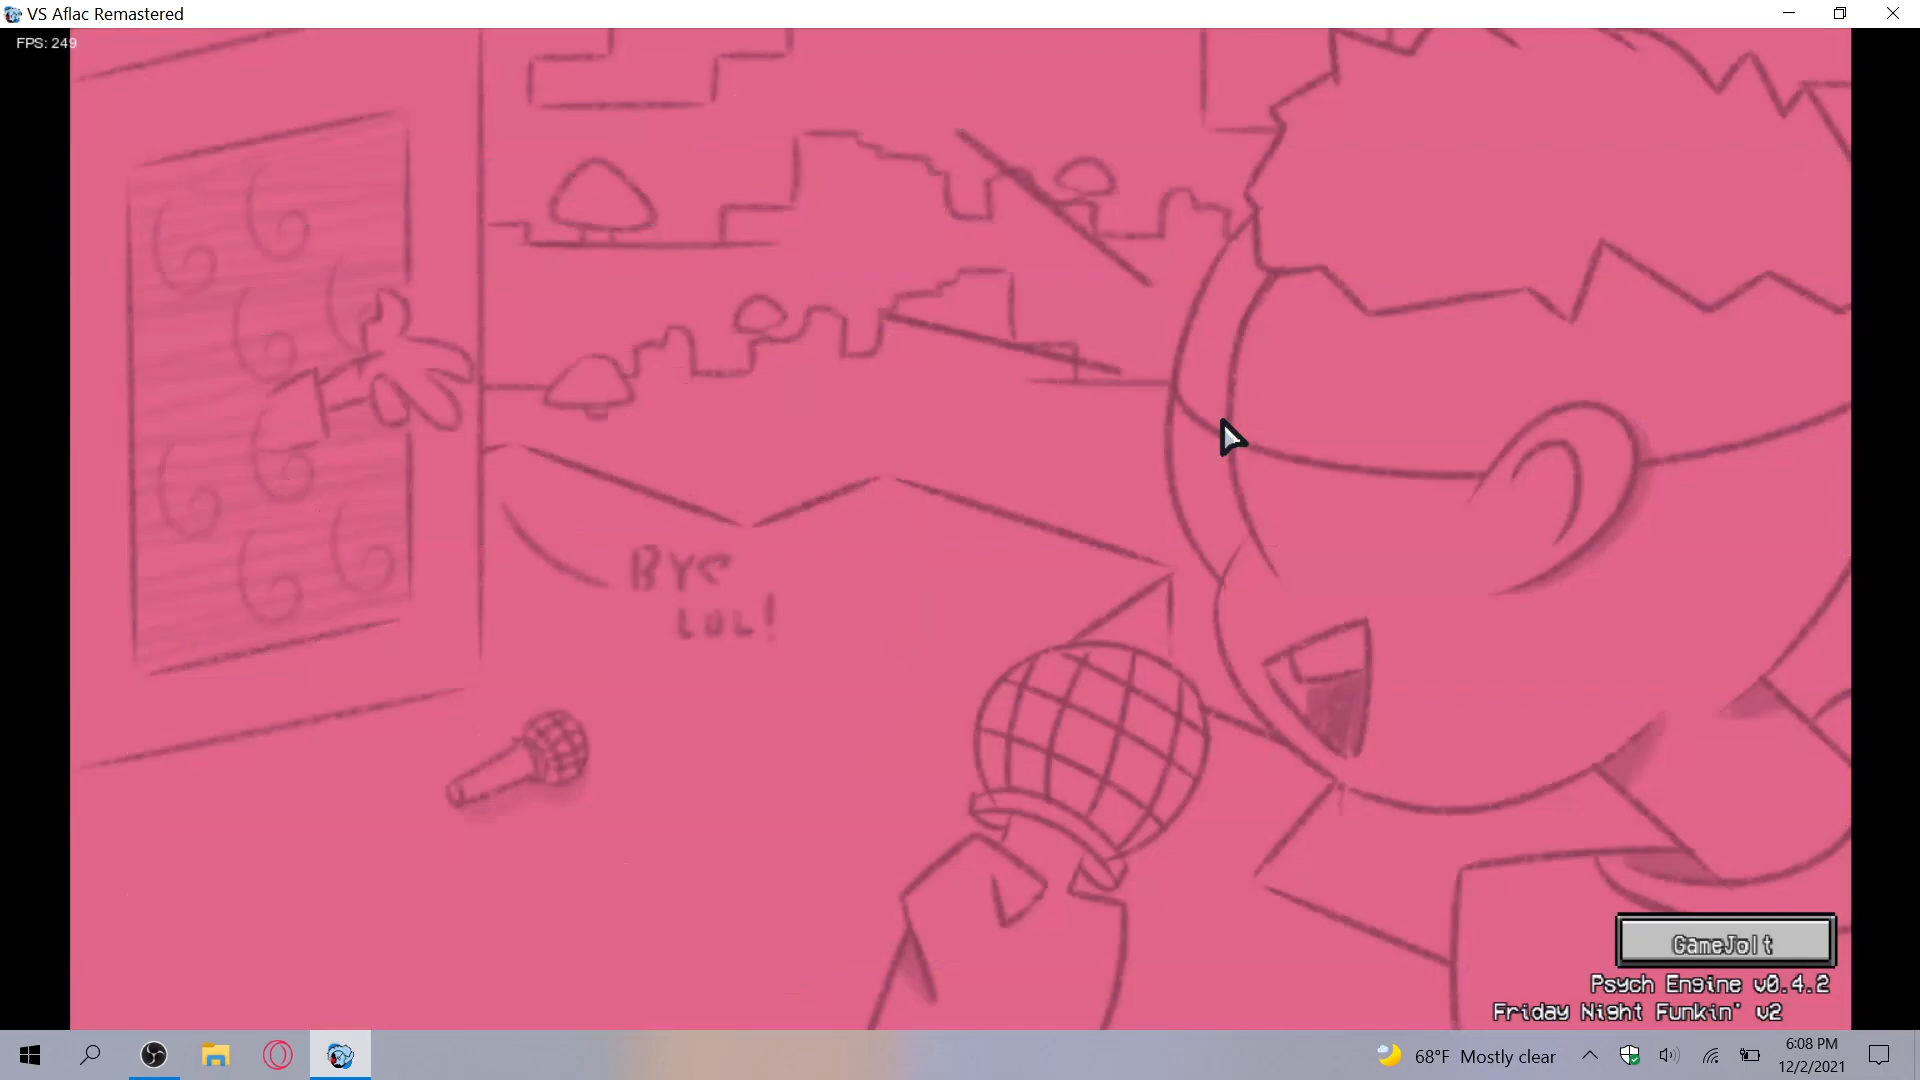 VS Aflac Remastered
FPS: 249
BYE
LOL!
GameJolt
Psych Engine v0.4.2
Friday Night Funkin' v2
68°F Mostly clear
6:08 PM
12/2/2021